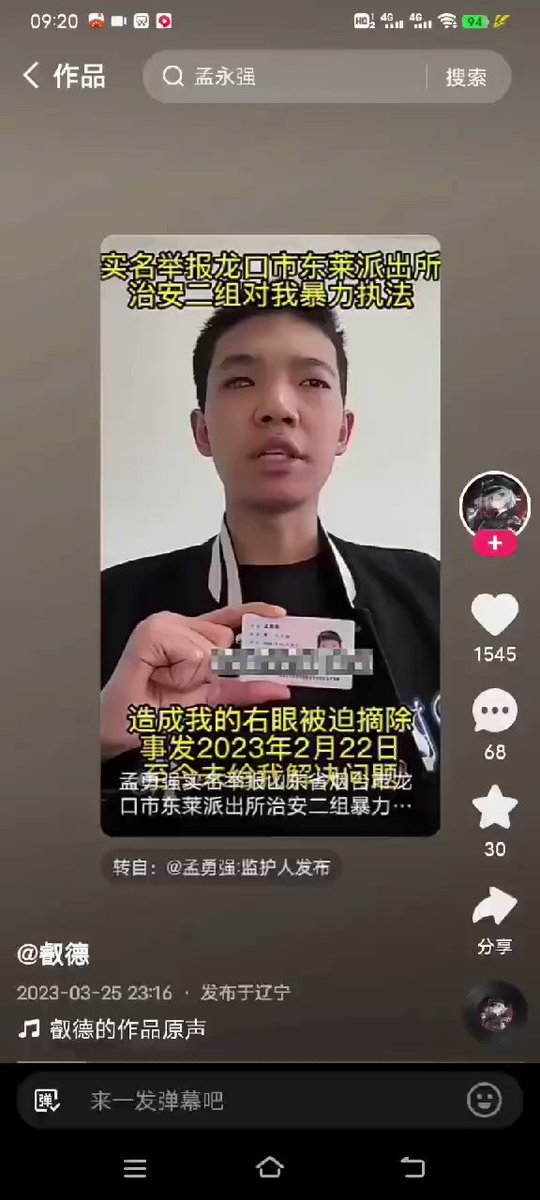 09:20
HD 1 2 4G 4G 94
作品
孟永强
搜索
实名举报龙口市东莱派出所
治安二组对我暴力执法
造成我的右眼被迫摘除
事发2023年2月22日
至今未给我解决问题
孟勇强实名举报山东省烟台市龙
口市东莱派出所治安二组暴力…
转自：@孟勇强:监护人发布
1545
68
30
分享
@叡德
2023-03-25 23:16 · 发布于辽宁
叡德的作品原声
弹
来一发弹幕吧